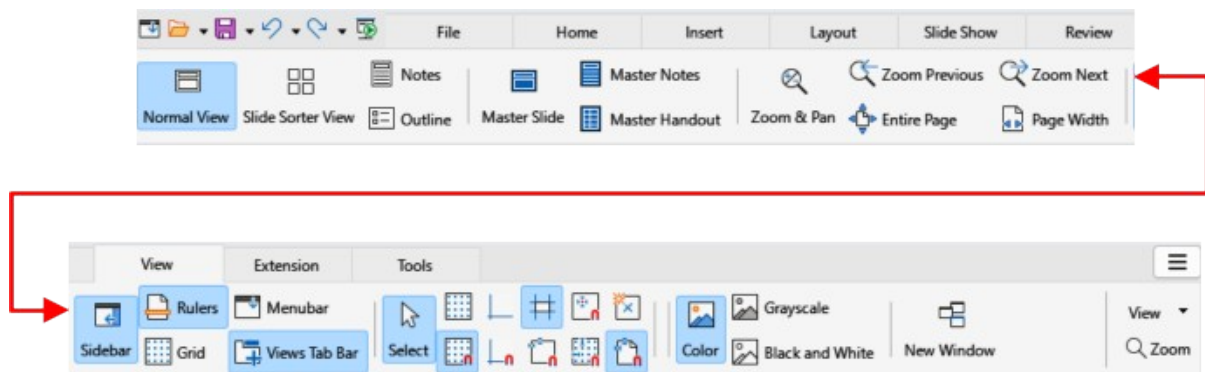 File Home Insert Layout Slide Show Review
Notes Master Notes Zoom Previous Zoom Next
Normal View Slide Sorter View Outline Master Slide Master Handout Zoom & Pan Entire Page Page Width
View Extension Tools
Rulers Menubar Grayscale View
Sidebar Grid Views Tab Bar Select Color Black and White New Window Zoom